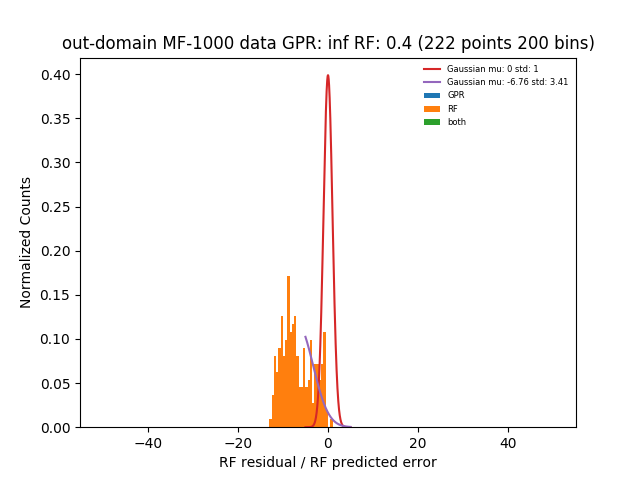 out-domain MF-1000 data GPR: inf RF: 0.4 (222 points 200 bins)
Gaussian mu: 0 std: 1
Gaussian mu: -6.76 std: 3.41
GPR
RF
both
Normalized Counts
0.40
0.35
0.30
0.25
0.20
0.15
0.10
0.05
0.00
−40
−20
0
20
40
RF residual / RF predicted error